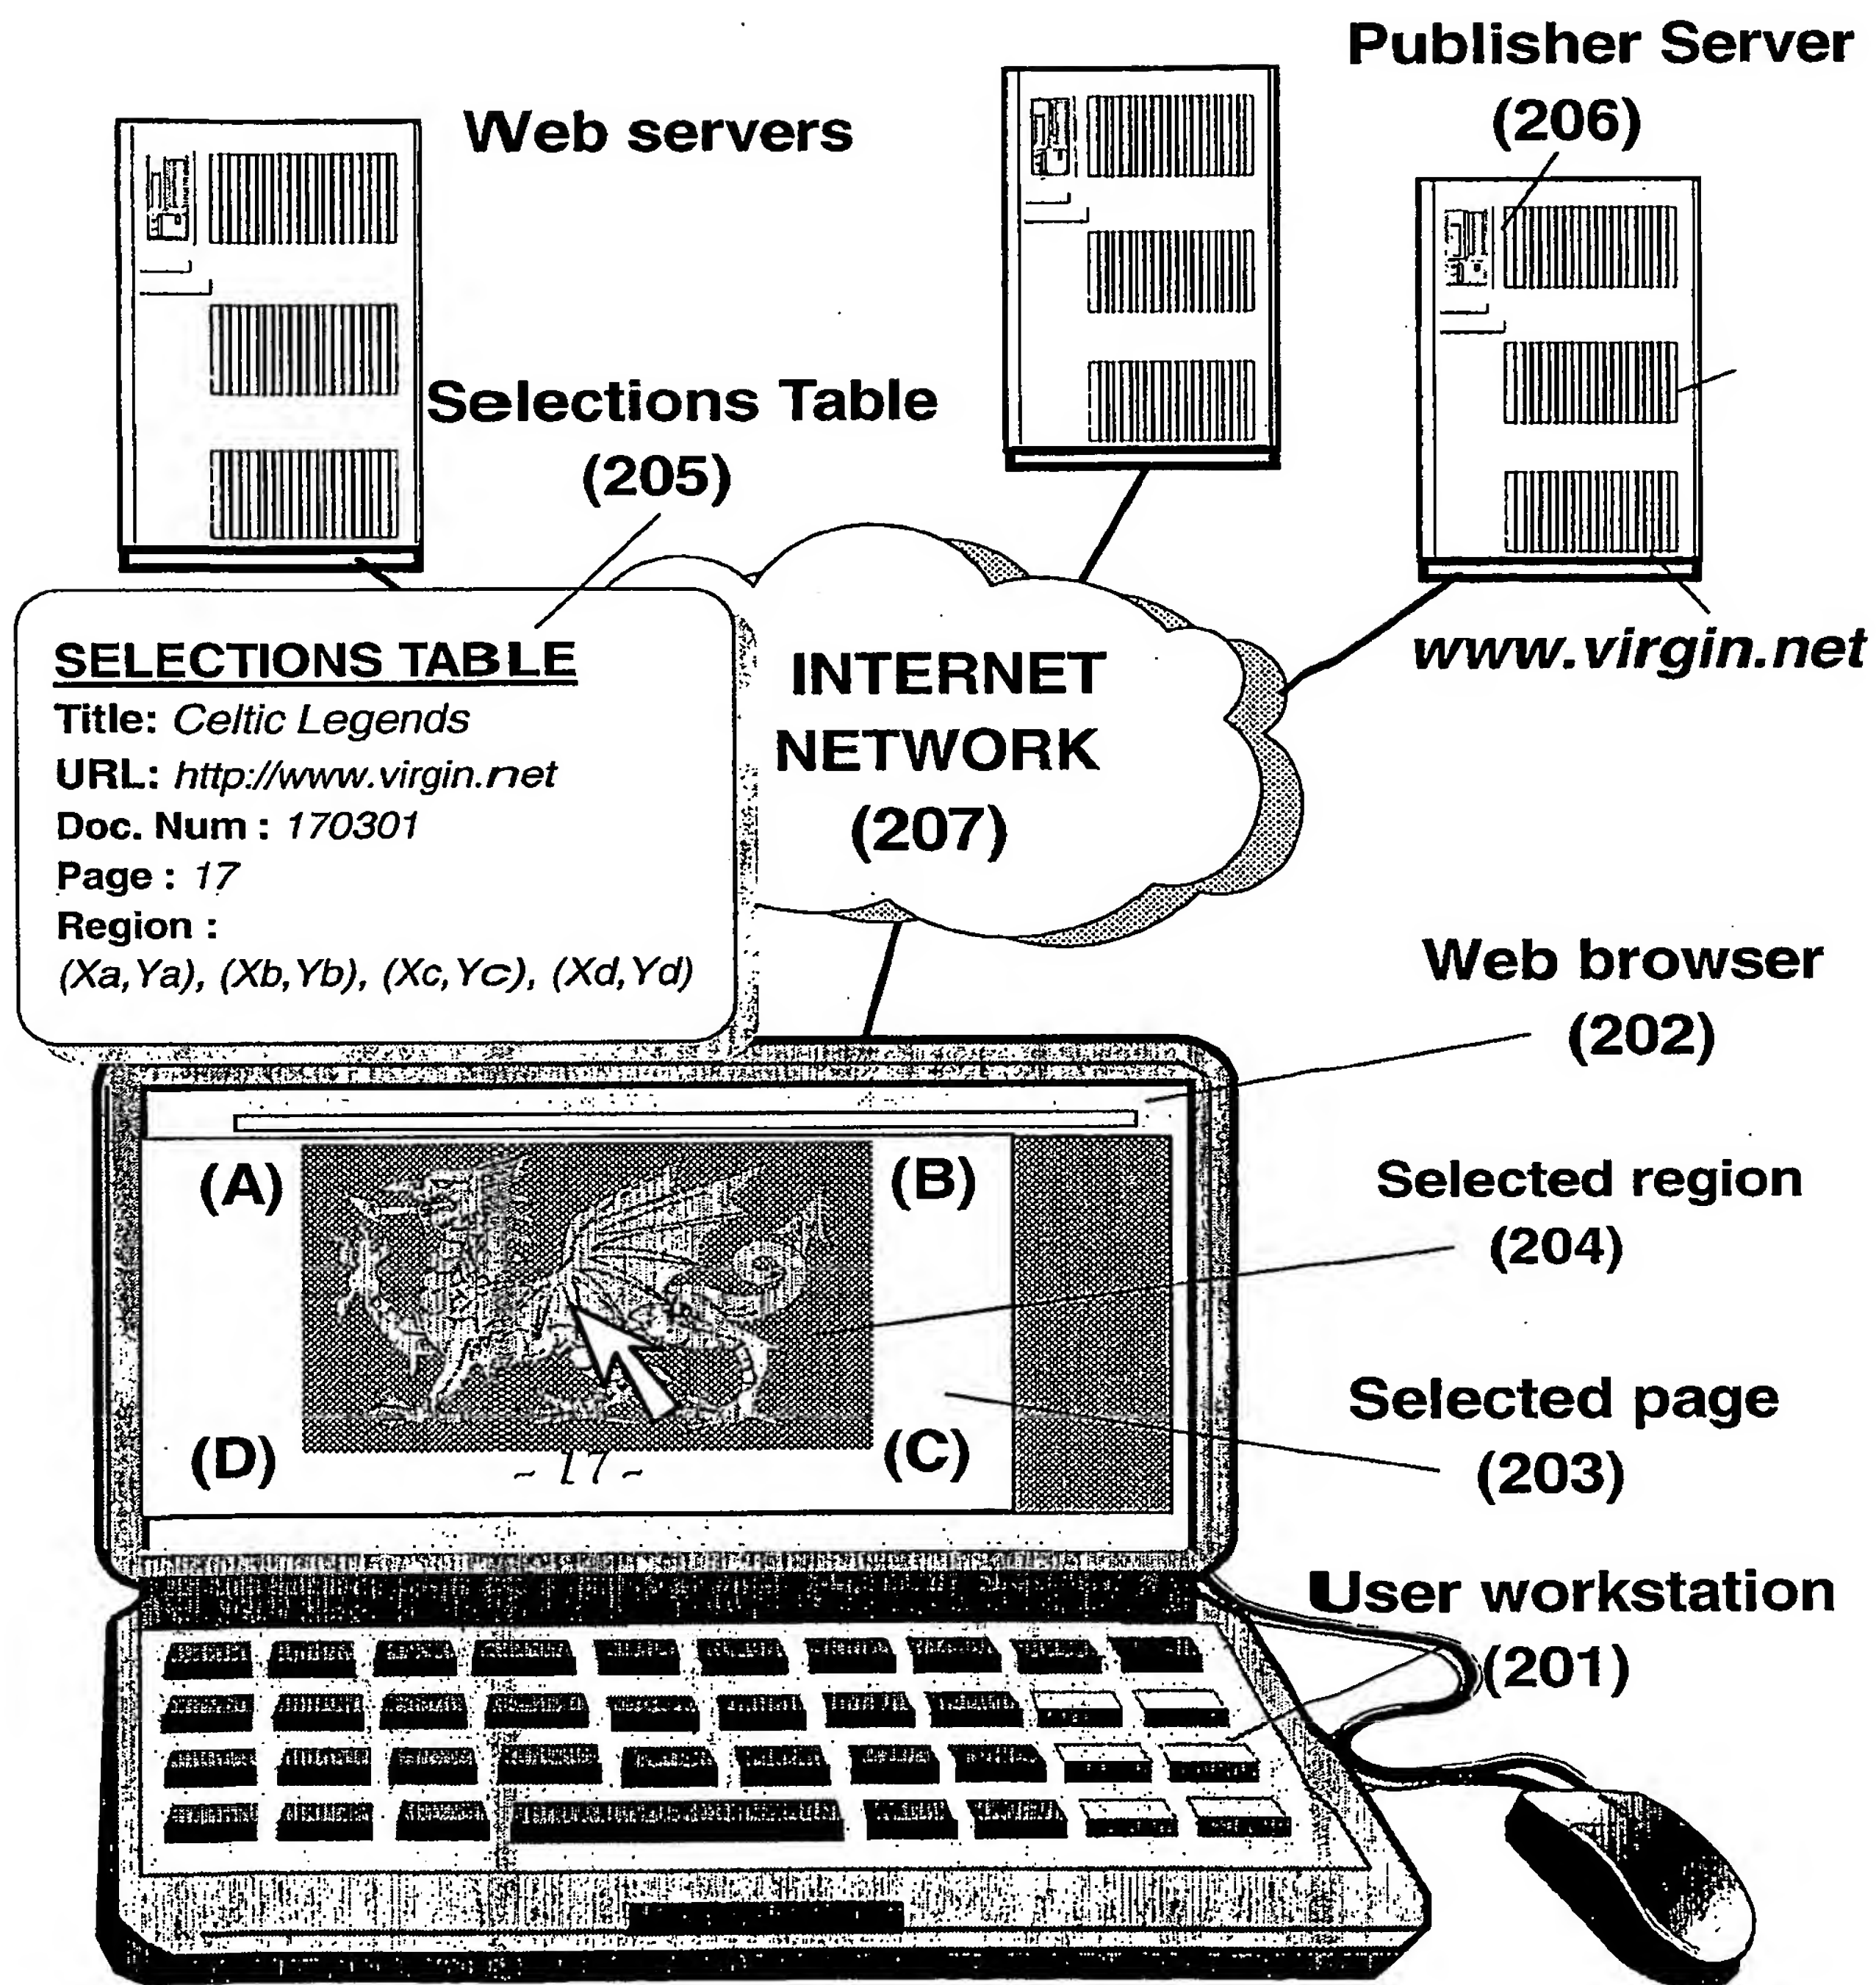 Publisher Server
(206)
Web servers
Selections Table
(205)
www.virgin.net
SELECTIONS TABLE
Title: Celtic Legends
URL: http://www.virgin.net
Doc. Num : 170301
Page : 17
Region :
(Xa,Ya), (Xb,Yb), (Xc,Yc), (Xd,Yd)
INTERNET
NETWORK
(207)
Web browser
(202)
(A)
(B)
Selected region
(204)
(D)
~ 17 ~
(C)
Selected page
(203)
User workstation
(201)